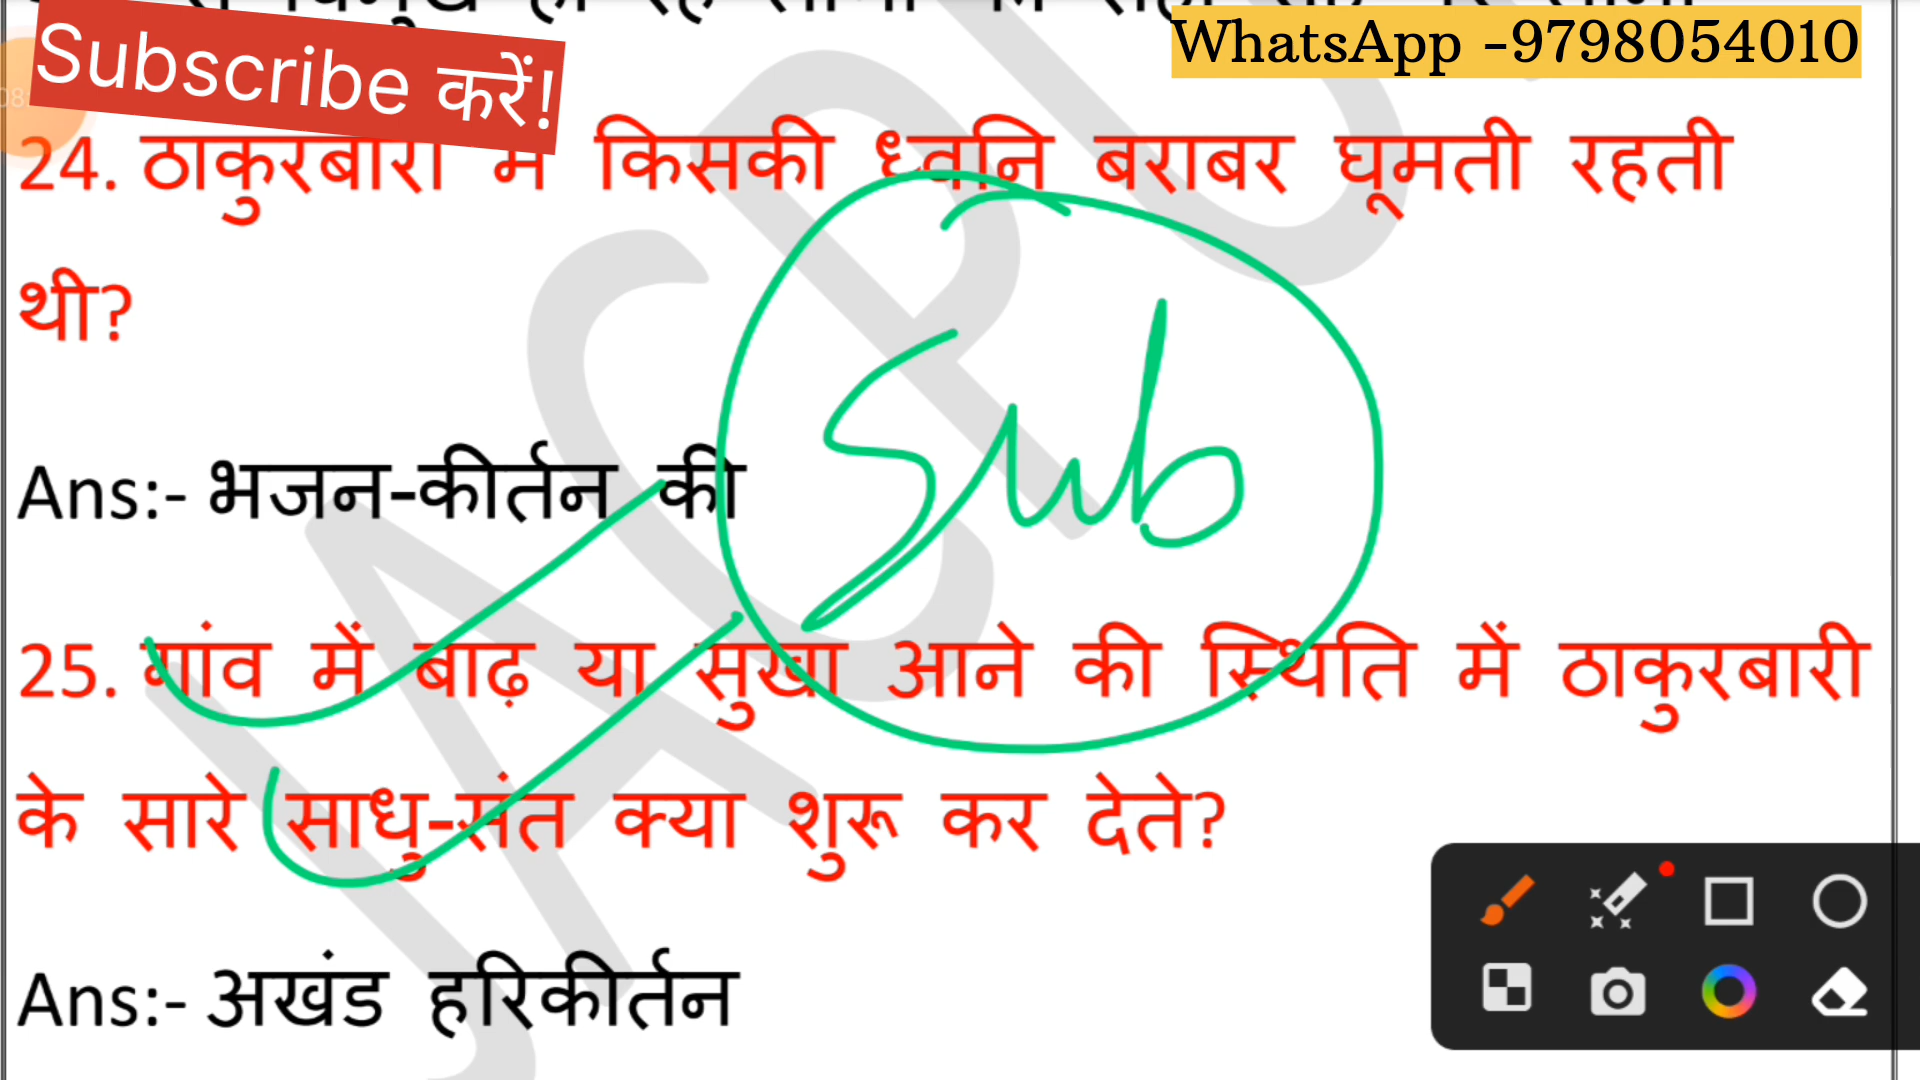 Subscribe करें!
WhatsApp -9798054010
24. ठाकुरबारी में किसकी ध्वनि बराबर घूमती रहती
थी?
Ans:- भजन-कीर्तन की
Sub
25. गांव में बाढ़ या सुखा आने की स्थिति में ठाकुरबारी
के सारे साधु-संत क्या शुरू कर देते?
Ans:- अखंड हरिकीर्तन